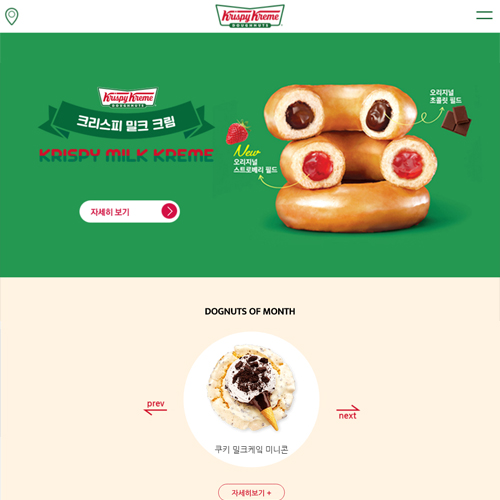 Krispy Kreme
DOUGHNUTS
Krispy Kreme
DOUGHNUTS
크리스피 밀크 크림
KRISPY MILK KREME
자세히 보기
오리지널
초콜릿 필드
New
오리지널
스트로베리 필드
DOGNUTS OF MONTH
prev
next
쿠키 밀크케잌 미니콘
자세히보기 +